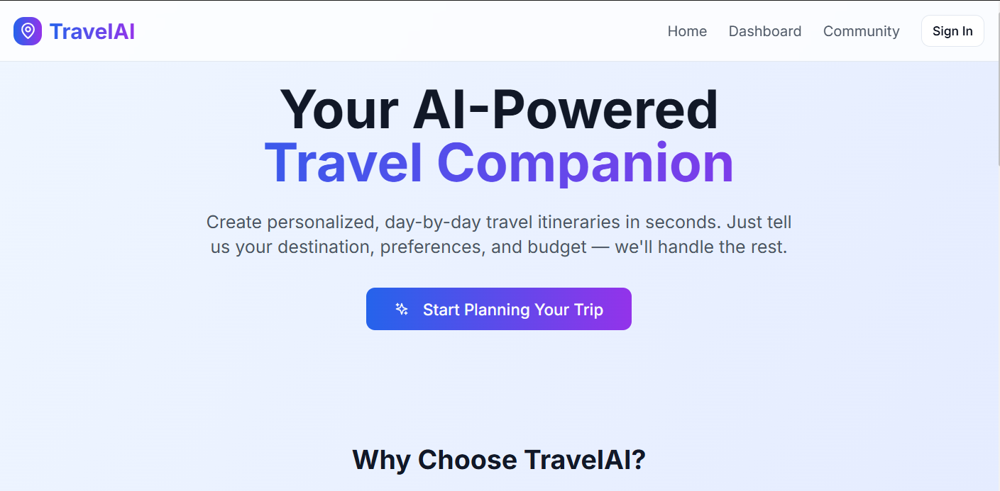 TravelAI
Home
Dashboard
Community
Sign In
Your AI-Powered
Travel Companion
Create personalized, day-by-day travel itineraries in seconds. Just tell
us your destination, preferences, and budget — we'll handle the rest.
Start Planning Your Trip
Why Choose TravelAI?